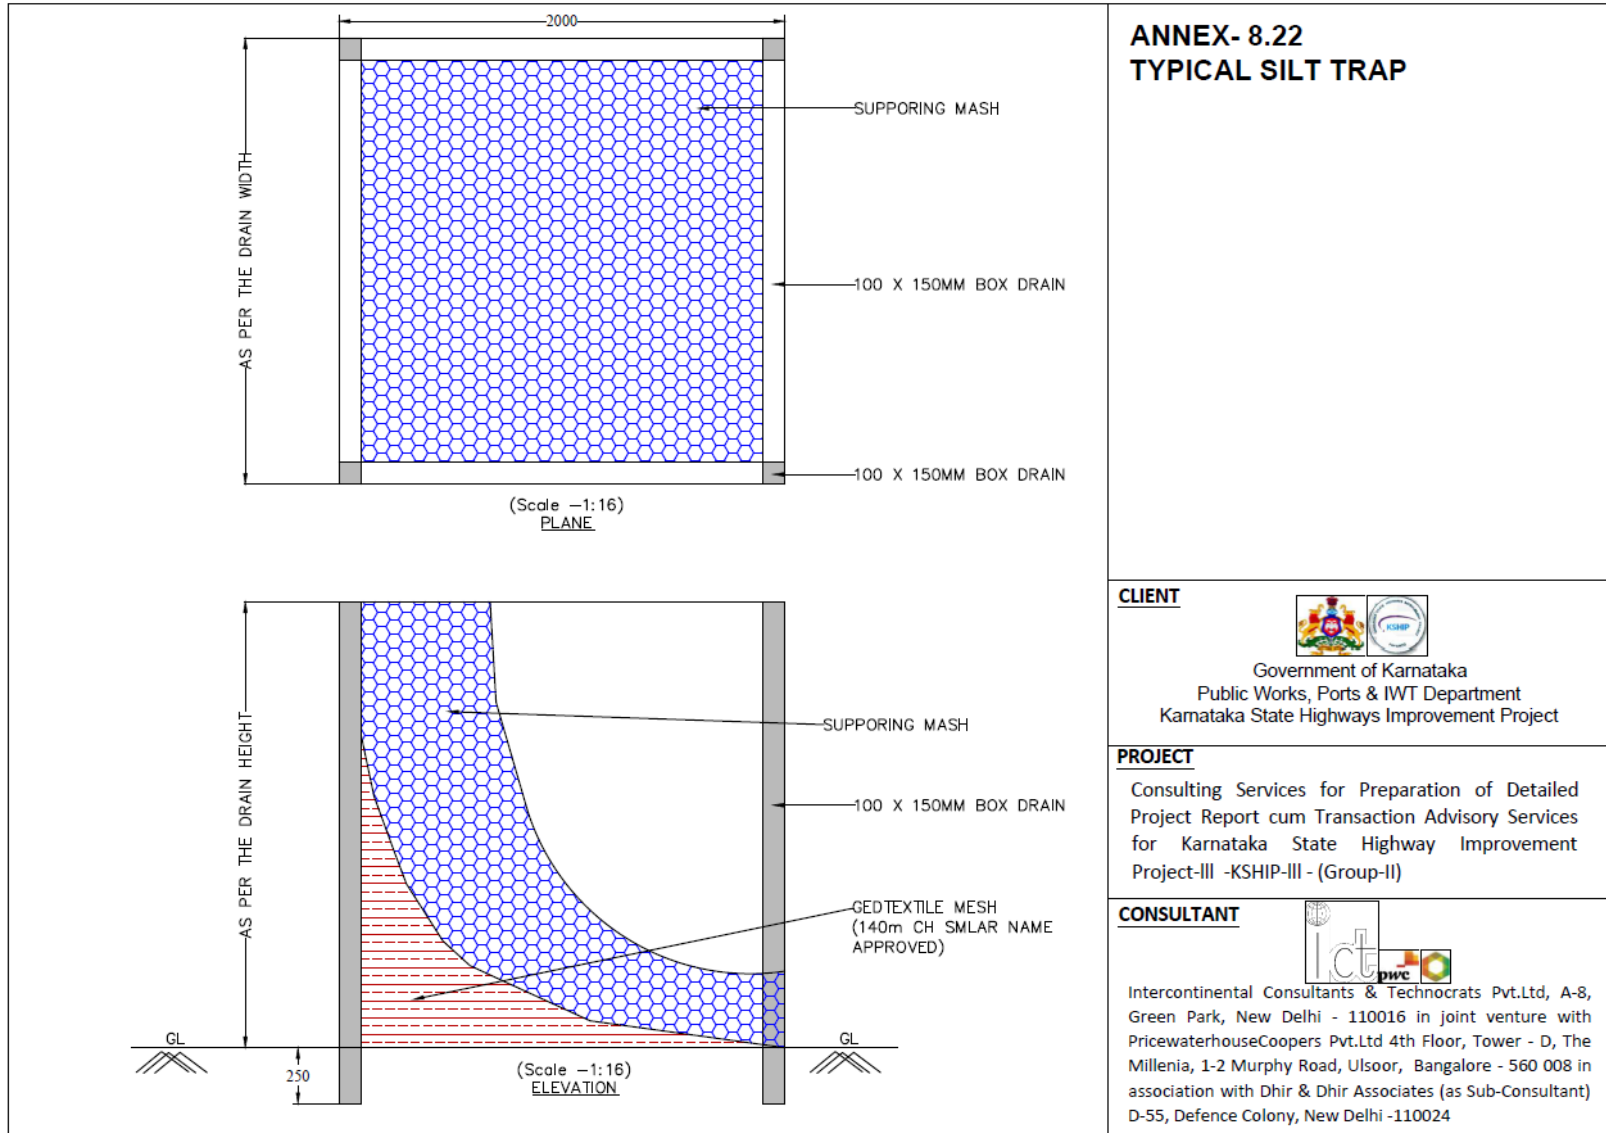 2000
AS PER THE DRAIN WIDTH
SUPPORING MASH
100 X 150MM BOX DRAIN
100 X 150MM BOX DRAIN
(Scale –1:16)
PLANE
AS PER THE DRAIN HEIGHT
SUPPORING MASH
100 X 150MM BOX DRAIN
GEDTEXTILE MESH
(140m CH SMLAR NAME
APPROVED)
GL
GL
250
(Scale –1:16)
ELEVATION
ANNEX- 8.22
TYPICAL SILT TRAP
CLIENT
KSHIP
Government of Karnataka
Public Works, Ports & IWT Department
Karnataka State Highways Improvement Project
PROJECT
Consulting Services for Preparation of Detailed
Project Report cum Transaction Advisory Services
for Karnataka State Highway Improvement
Project-lll -KSHIP-lll - (Group-II)
CONSULTANT
Ict
pwc
Intercontinental Consultants & Technocrats Pvt.Ltd, A-8,
Green Park, New Delhi - 110016 in joint venture with
PricewaterhouseCoopers Pvt.Ltd 4th Floor, Tower - D, The
Millenia, 1-2 Murphy Road, Ulsoor, Bangalore - 560 008 in
association with Dhir & Dhir Associates (as Sub-Consultant)
D-55, Defence Colony, New Delhi -110024